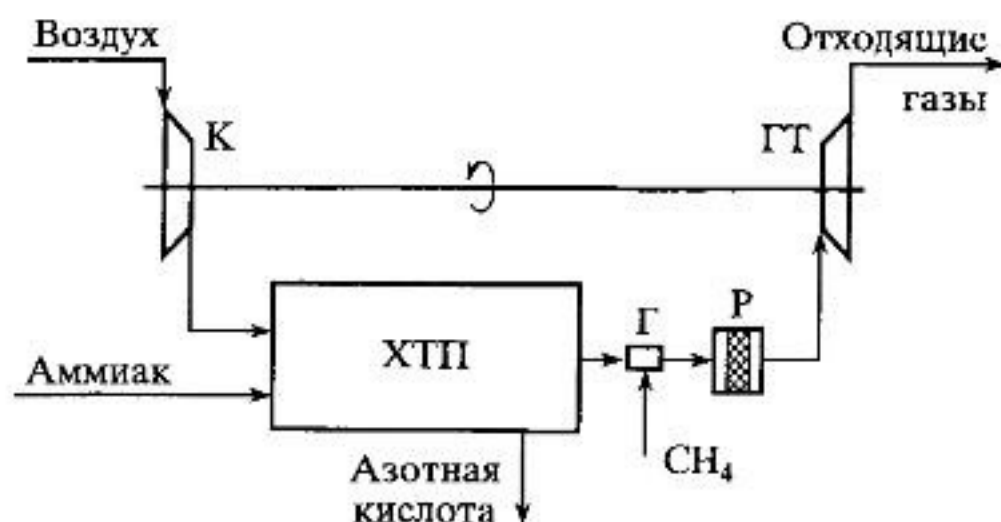 Воздух
Отходящие
газы
К
ГТ
ХТП
Г
Р
Аммиак
CH₄
Азотная
кислота